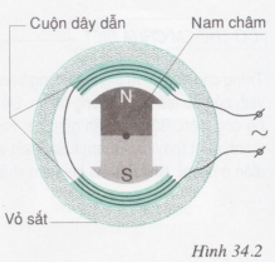 Cuộn dây dẫn
Nam châm
N
S
~
Vỏ sắt
Hình 34.2